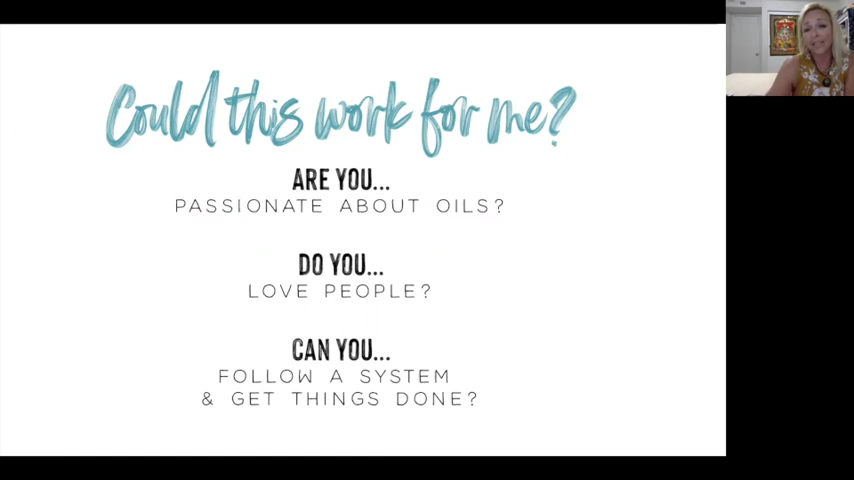 Could this work for me?
ARE YOU...
PASSIONATE ABOUT OILS?
DO YOU...
LOVE PEOPLE?
CAN YOU...
FOLLOW A SYSTEM
& GET THINGS DONE?